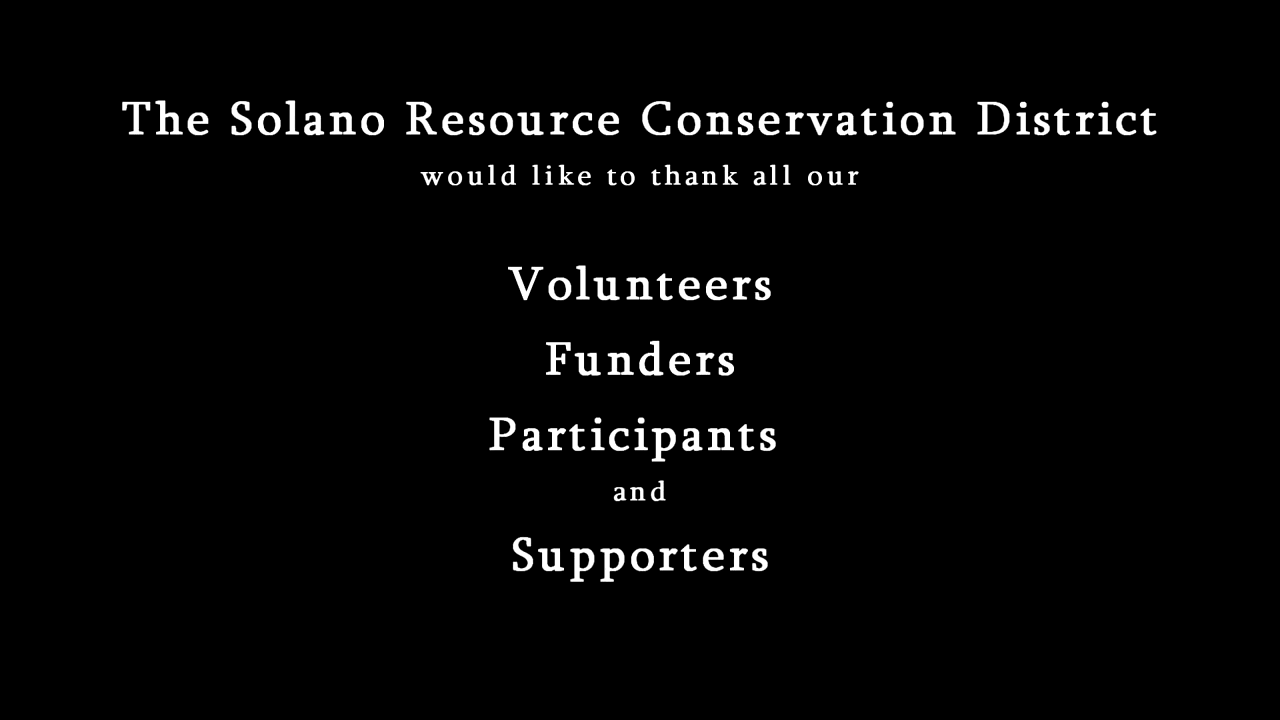 The Solano Resource Conservation District
would like to thank all our
Volunteers
Funders
Participants
and
Supporters